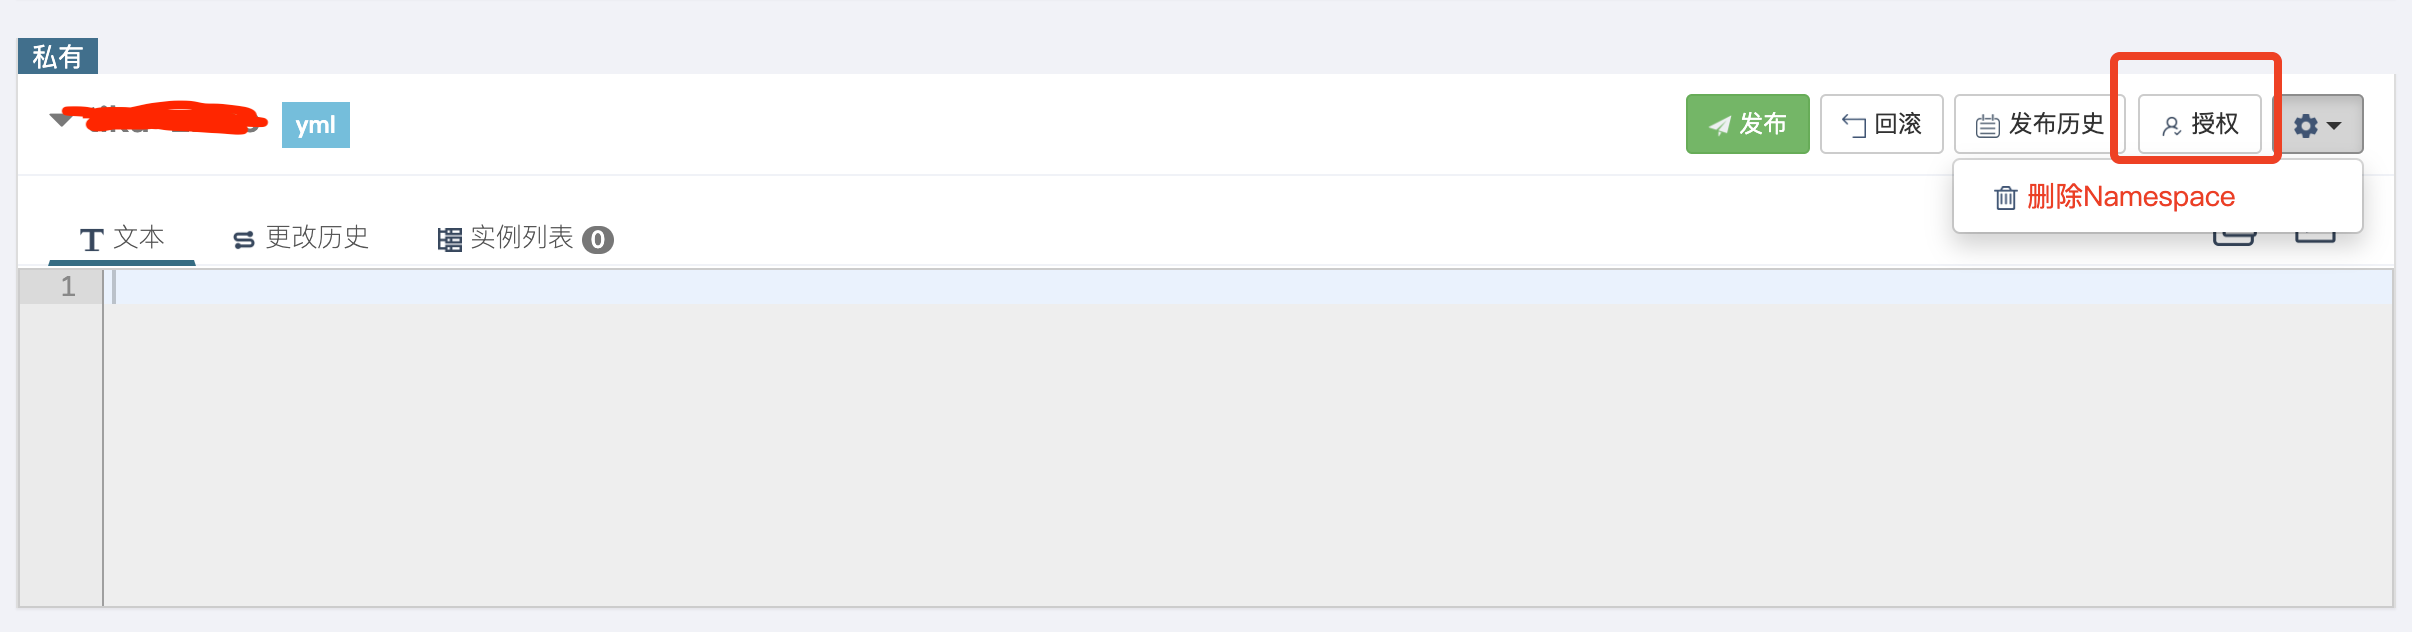 私有
yml
发布
回滚
发布历史
授权
删除Namespace
文本
更改历史
实例列表 0
1